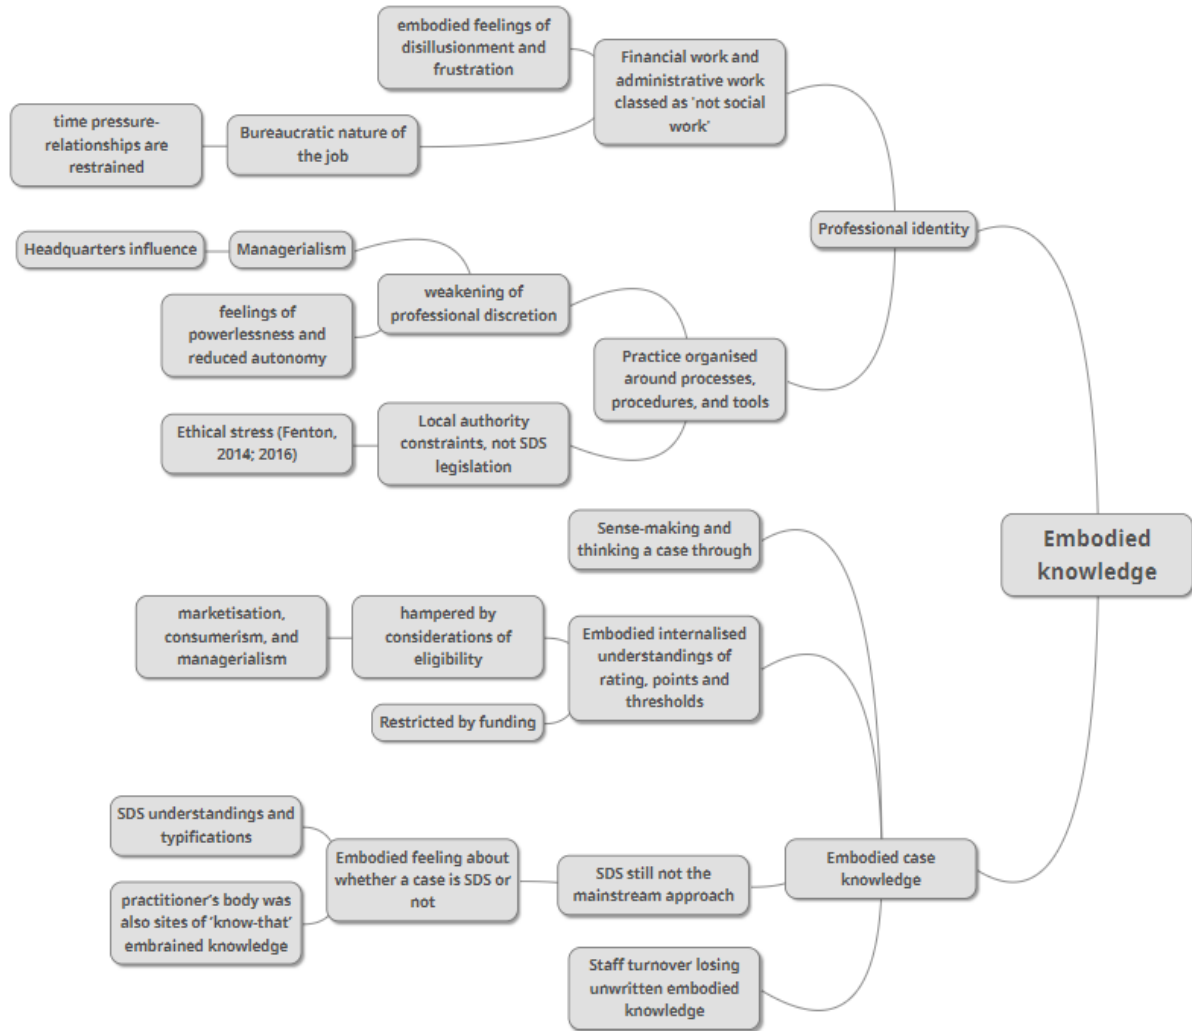 embodied feelings of
disillusionment and
frustration
Financial work and
administrative work
classed as 'not social
work'
time pressure-
relationships are
restrained
Bureaucratic nature of
the job
Professional identity
Headquarters influence
Managerialism
weakening of
professional discretion
feelings of
powerlessness and
reduced autonomy
Practice organised
around processes,
procedures, and tools
Ethical stress (Fenton,
2014; 2016)
Local authority
constraints, not SDS
legislation
Sense-making and
thinking a case through
Embodied
knowledge
marketisation,
consumerism, and
managerialism
hampered by
considerations of
eligibility
Embodied internalised
understandings of
rating, points and
thresholds
Restricted by funding
SDS understandings and
typifications
Embodied feeling about
whether a case is SDS or
not
SDS still not the
mainstream approach
Embodied case
knowledge
practitioner's body was
also sites of 'know-that'
embrained knowledge
Staff turnover losing
unwritten embodied
knowledge